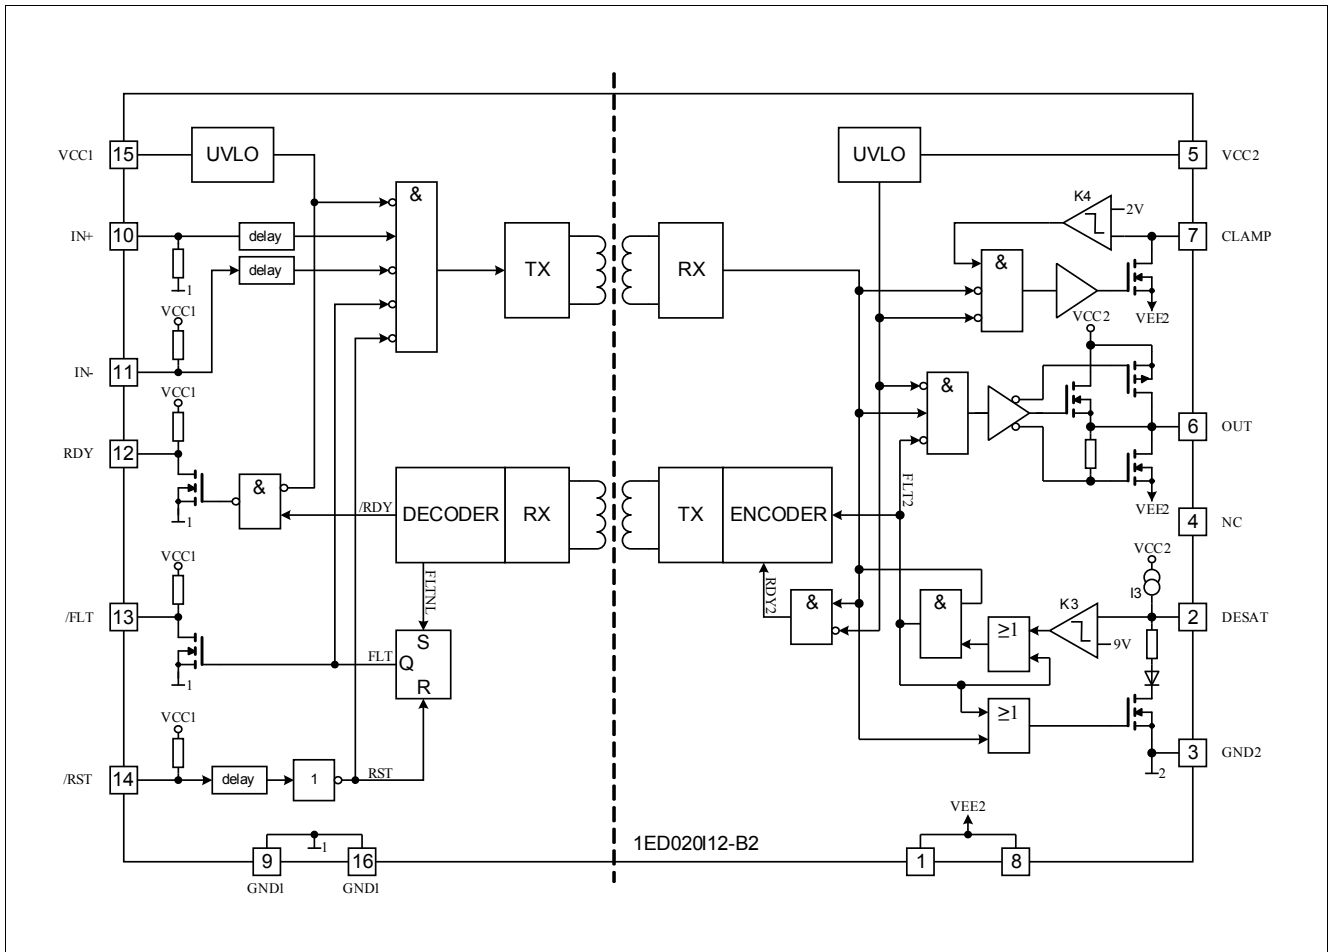 VCC1
15
UVLO
UVLO
5
VCC2
IN+
10
delay
delay
1
VCC1
IN-
11
&
TX
RX
K4
2V
7
CLAMP
&
VEE2
VCC2
VCC1
RDY
12
&
1
/RDY
DECODER
RX
TX
ENCODER
&
FLT2
6
OUT
VEE2
4
NC
VCC1
/FLT
13
1
FLTNL
FLT
S
Q
R
RDY2
&
&
≥1
K3
9V
VCC2
I3
2
DESAT
≥1
VCC1
/RST
14
delay
1
RST
3
GND2
2
1
9
16
GND1
GND1
1ED020I12-B2
VEE2
1
8